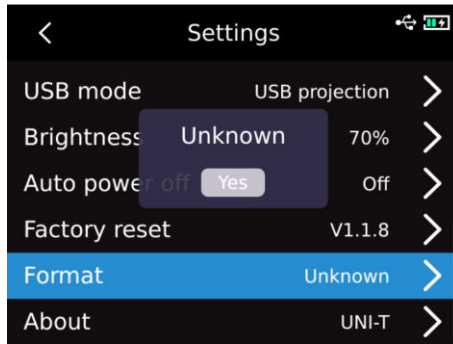 Settings
USB mode USB projection
Brightness 70%
Unknown
Auto power off Off
Yes
Factory reset V1.1.8
Format Unknown
About UNI-T